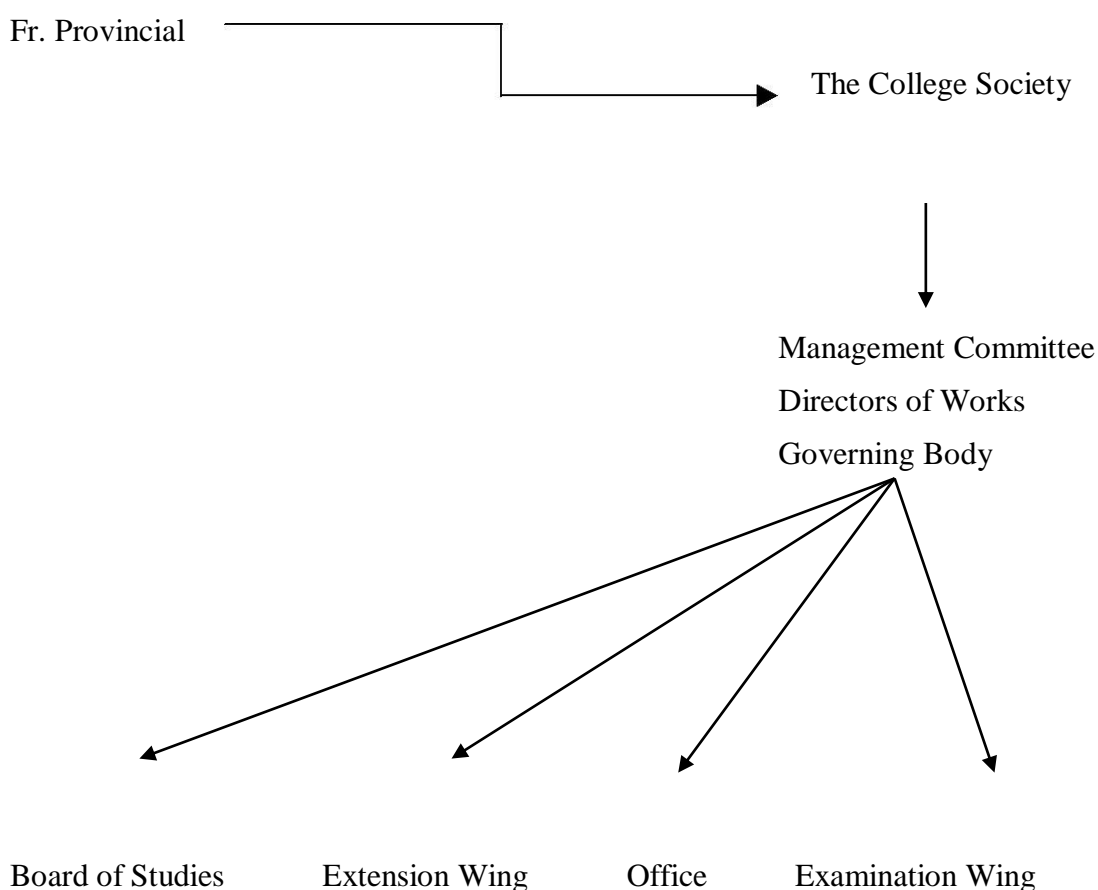 Fr. Provincial
The College Society
Management Committee
Directors of Works
Governing Body
Board of Studies Extension Wing Office Examination Wing